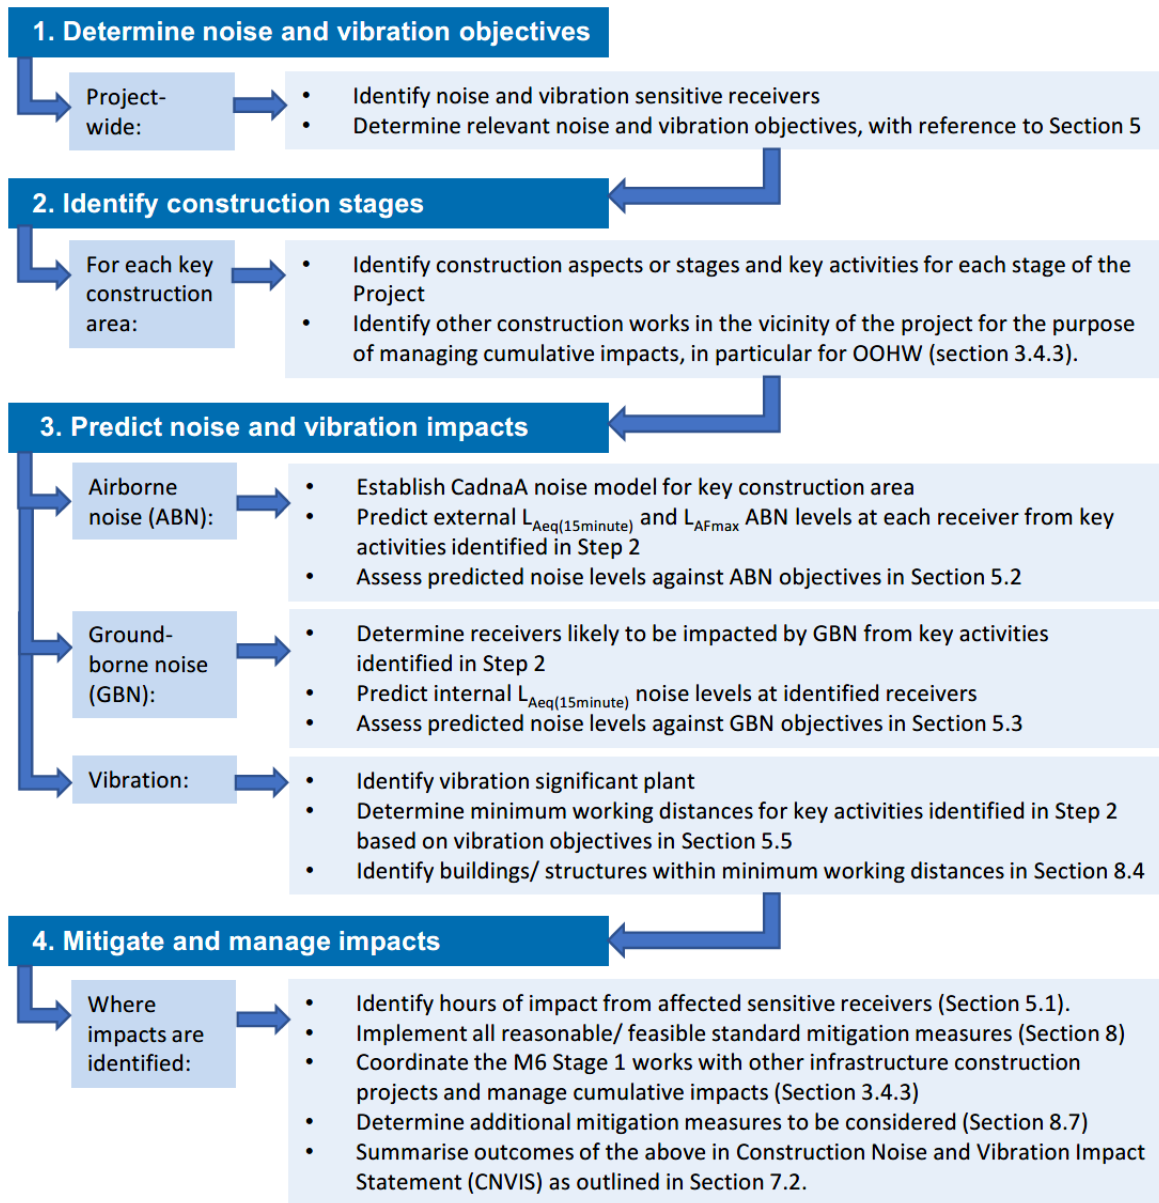 1. Determine noise and vibration objectives
Project-
wide:
• Identify noise and vibration sensitive receivers
• Determine relevant noise and vibration objectives, with reference to Section 5
2. Identify construction stages
For each key
construction
area:
• Identify construction aspects or stages and key activities for each stage of the
Project
• Identify other construction works in the vicinity of the project for the purpose
of managing cumulative impacts, in particular for OOHW (section 3.4.3).
3. Predict noise and vibration impacts
Airborne
noise (ABN):
• Establish CadnaA noise model for key construction area
• Predict external LAeq(15minute) and LAFmax ABN levels at each receiver from key
activities identified in Step 2
• Assess predicted noise levels against ABN objectives in Section 5.2
Ground-
borne noise
(GBN):
• Determine receivers likely to be impacted by GBN from key activities
identified in Step 2
• Predict internal LAeq(15minute) noise levels at identified receivers
• Assess predicted noise levels against GBN objectives in Section 5.3
Vibration:
• Identify vibration significant plant
• Determine minimum working distances for key activities identified in Step 2
based on vibration objectives in Section 5.5
• Identify buildings/ structures within minimum working distances in Section 8.4
4. Mitigate and manage impacts
Where
impacts are
identified:
• Identify hours of impact from affected sensitive receivers (Section 5.1).
• Implement all reasonable/ feasible standard mitigation measures (Section 8)
• Coordinate the M6 Stage 1 works with other infrastructure construction
projects and manage cumulative impacts (Section 3.4.3)
• Determine additional mitigation measures to be considered (Section 8.7)
• Summarise outcomes of the above in Construction Noise and Vibration Impact
Statement (CNVIS) as outlined in Section 7.2.